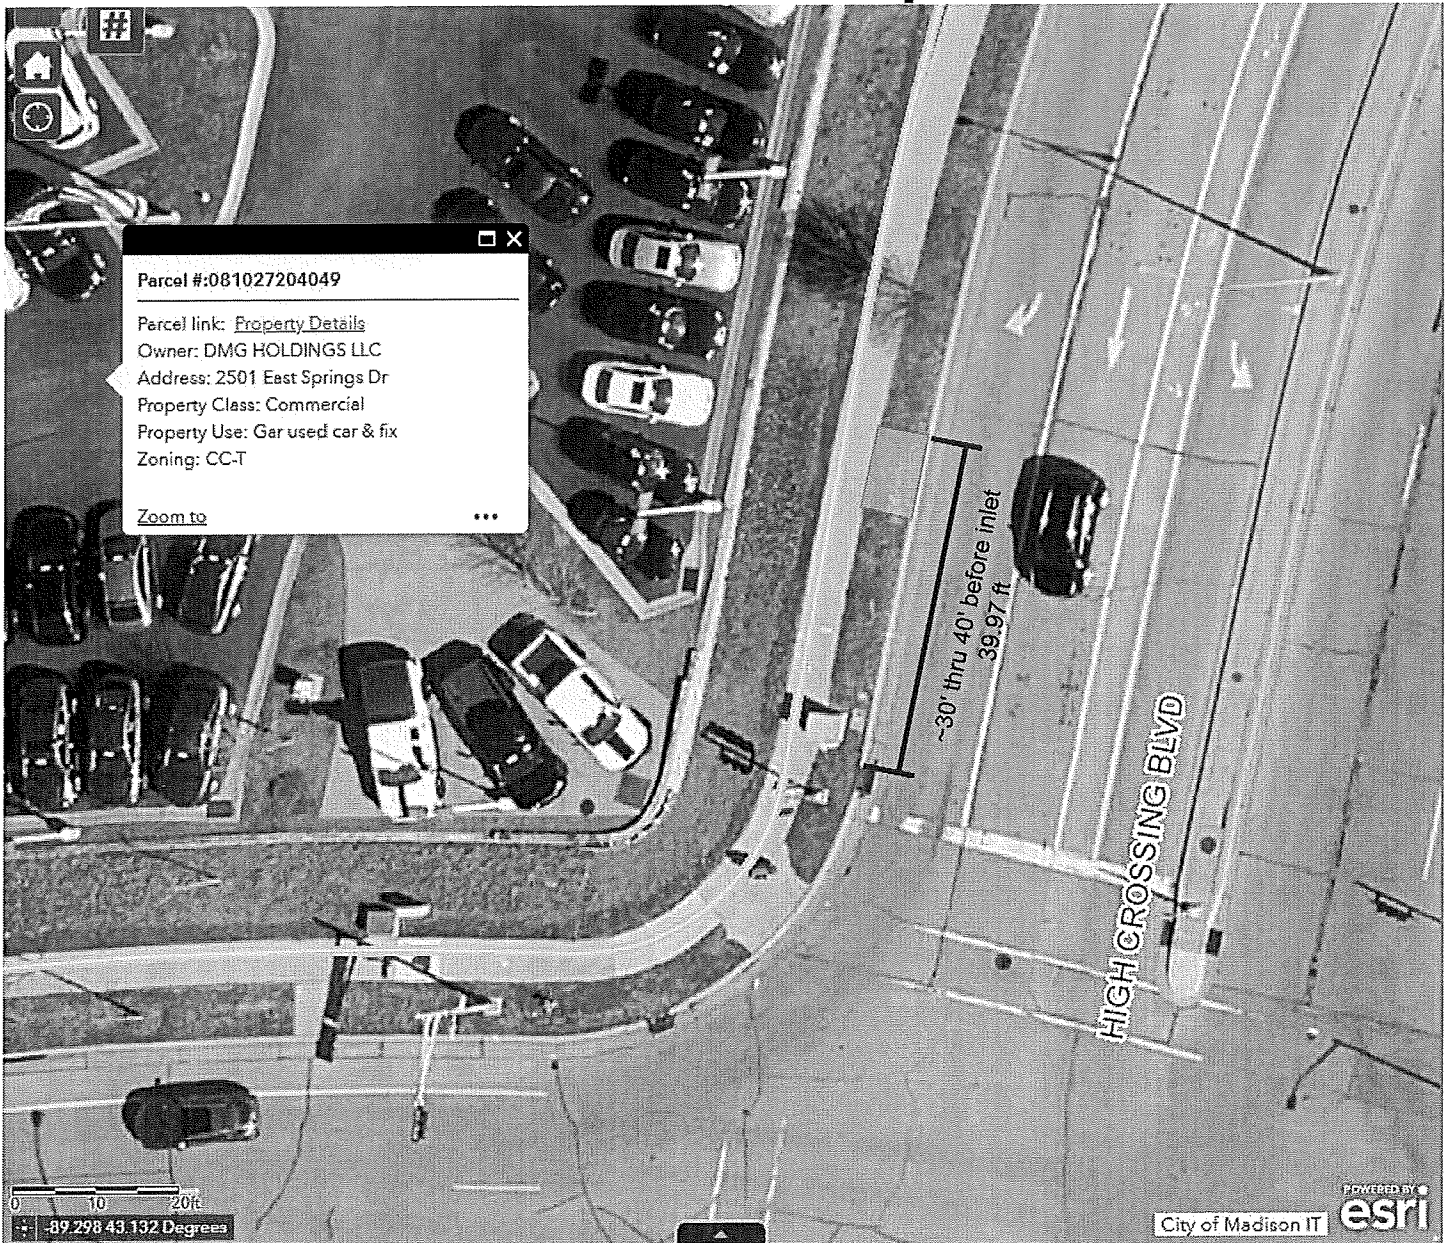 #
Parcel #:081027204049
Parcel link: Property Details
Owner: DMG HOLDINGS LLC
Address: 2501 East Springs Dr
Property Class: Commercial
Property Use: Gar used car & fix
Zoning: CC-T
Zoom to
~30' thru 40' before inlet
39.97 ft
HIGH CROSSING BLVD
0 10 20ft
-89.298 43.132 Degrees
City of Madison IT
POWERED BY
esri